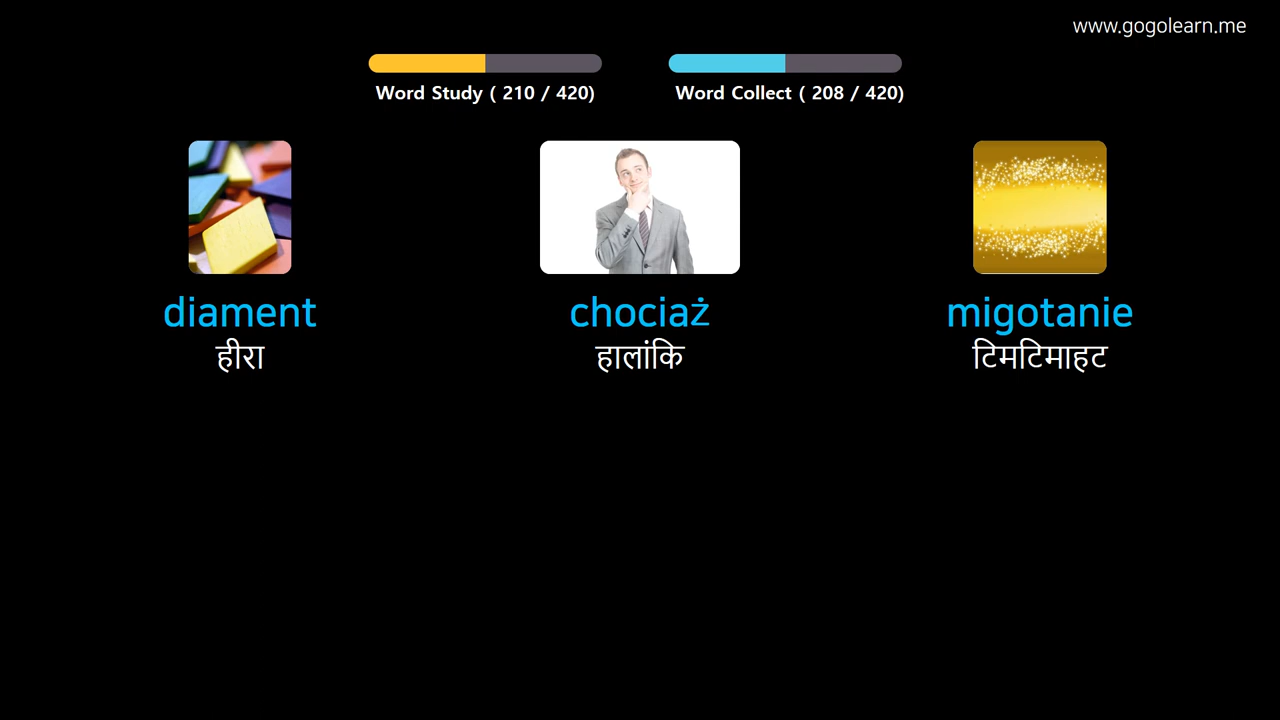 www.gogolearn.me
Word Study ( 210 / 420)
Word Collect ( 208 / 420)
diament
chociaż
migotanie
हीरा
हालांकि
टिमटिमाहट